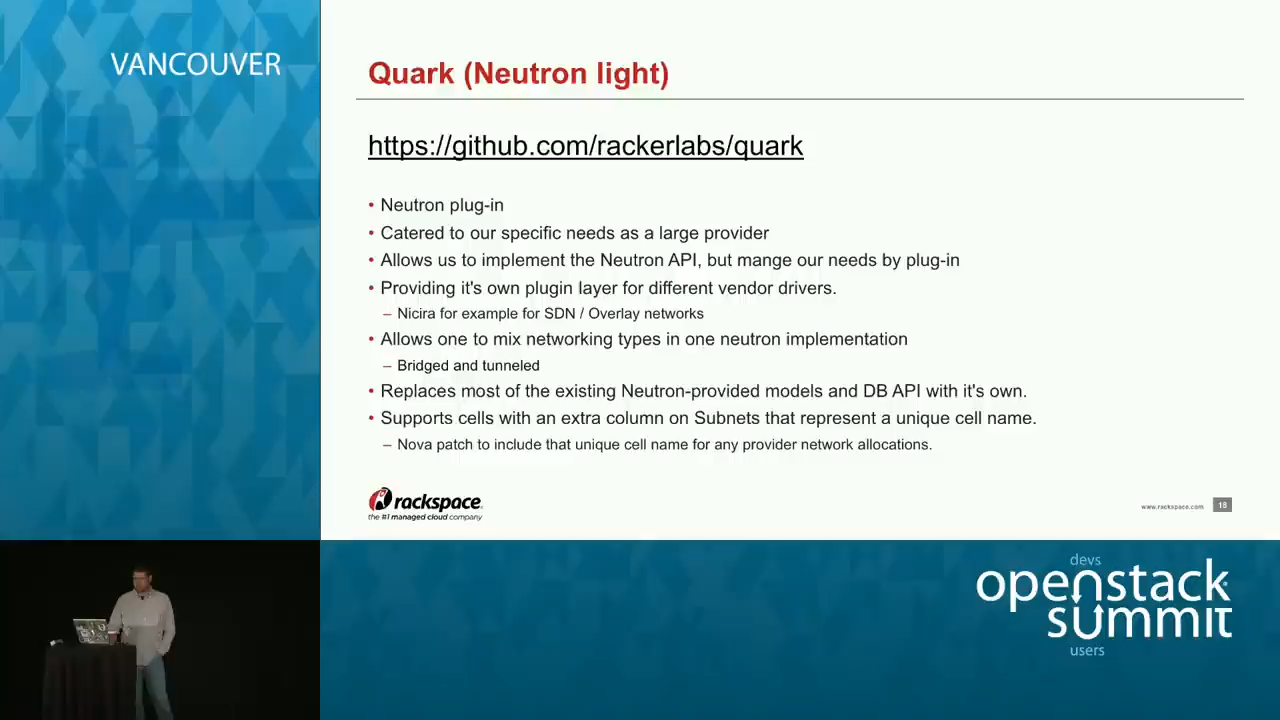 VANCOUVER
Quark (Neutron light)
https://github.com/rackerlabs/quark
• Neutron plug-in
• Catered to our specific needs as a large provider
• Allows us to implement the Neutron API, but mange our needs by plug-in
• Providing it's own plugin layer for different vendor drivers.
– Nicira for example for SDN / Overlay networks
• Allows one to mix networking types in one neutron implementation
– Bridged and tunneled
• Replaces most of the existing Neutron-provided models and DB API with it's own.
• Supports cells with an extra column on Subnets that represent a unique cell name.
– Nova patch to include that unique cell name for any provider network allocations.
rackspace
the #1 managed cloud company
www.rackspace.com 18
devs
openstack
summit
users